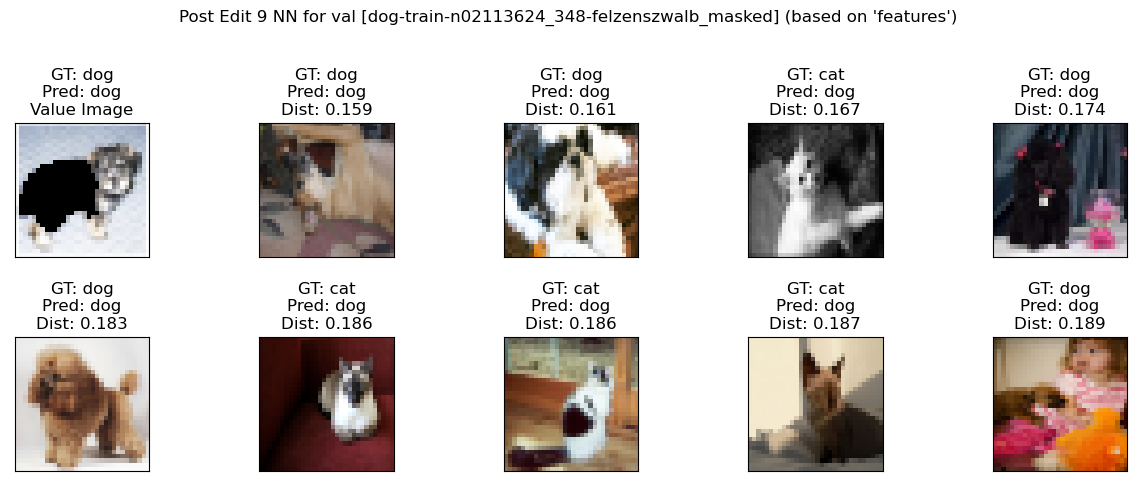 Post Edit 9 NN for val [dog-train-n02113624_348-felzenszwalb_masked] (based on 'features')
GT: dog
Pred: dog
Value Image
GT: dog
Pred: dog
Dist: 0.159
GT: dog
Pred: dog
Dist: 0.161
GT: cat
Pred: dog
Dist: 0.167
GT: dog
Pred: dog
Dist: 0.174
GT: dog
Pred: dog
Dist: 0.183
GT: cat
Pred: dog
Dist: 0.186
GT: cat
Pred: dog
Dist: 0.186
GT: cat
Pred: dog
Dist: 0.187
GT: dog
Pred: dog
Dist: 0.189